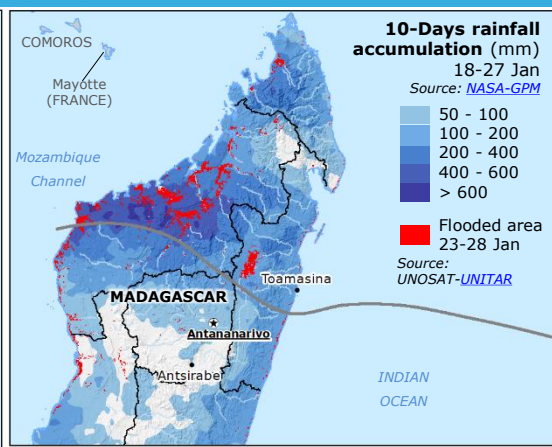 COMOROS
Mayotte
(FRANCE)
Mozambique
Channel
10-Days rainfall
accumulation (mm)
18-27 Jan
Source: NASA-GPM
50 - 100
100 - 200
200 - 400
400 - 600
> 600
Flooded area
23-28 Jan
Source:
UNOSAT-UNITAR
Toamasina
MADAGASCAR
Antananarivo
Antsirabe
INDIAN
OCEAN